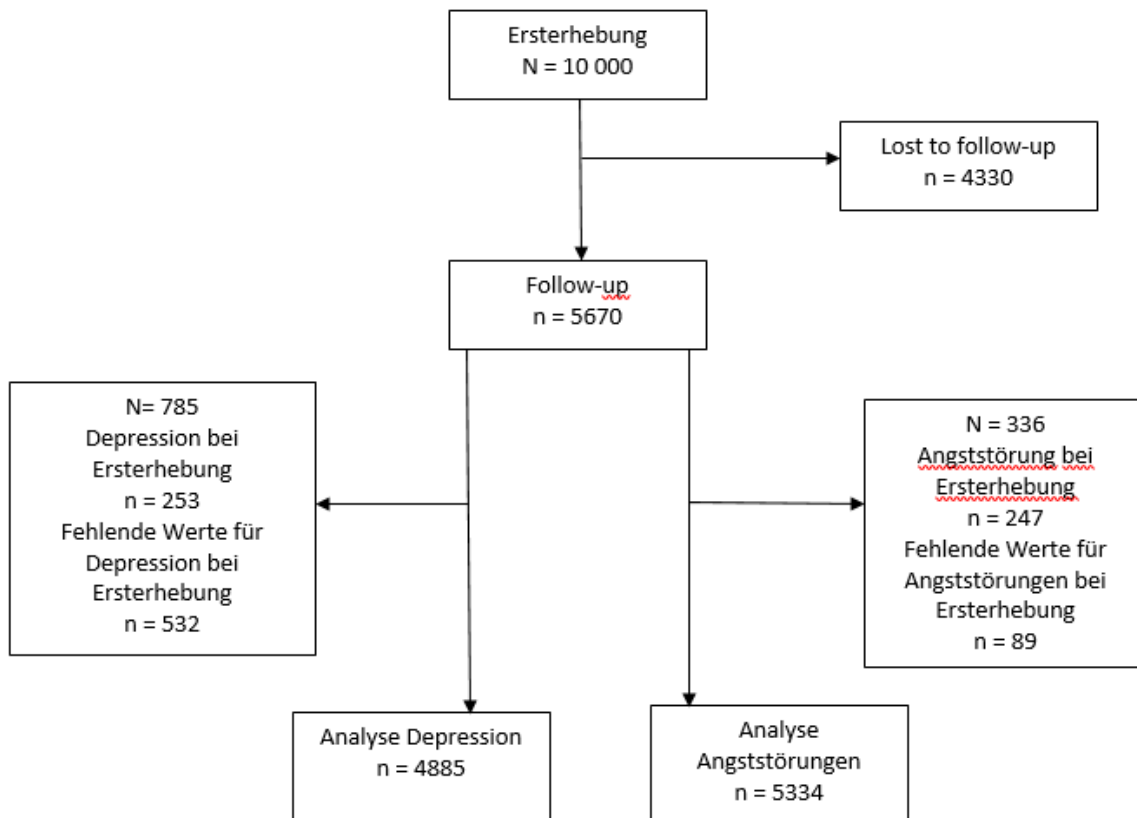 Ersterhebung
N = 10 000
Lost to follow-up
n = 4330
Follow-up
n = 5670
N= 785
Depression bei
Ersterhebung
n = 253
Fehlende Werte für
Depression bei
Ersterhebung
n = 532
N = 336
Angststörung bei
Ersterhebung
n = 247
Fehlende Werte für
Angststörungen bei
Ersterhebung
n = 89
Analyse Depression
n = 4885
Analyse
Angststörungen
n = 5334